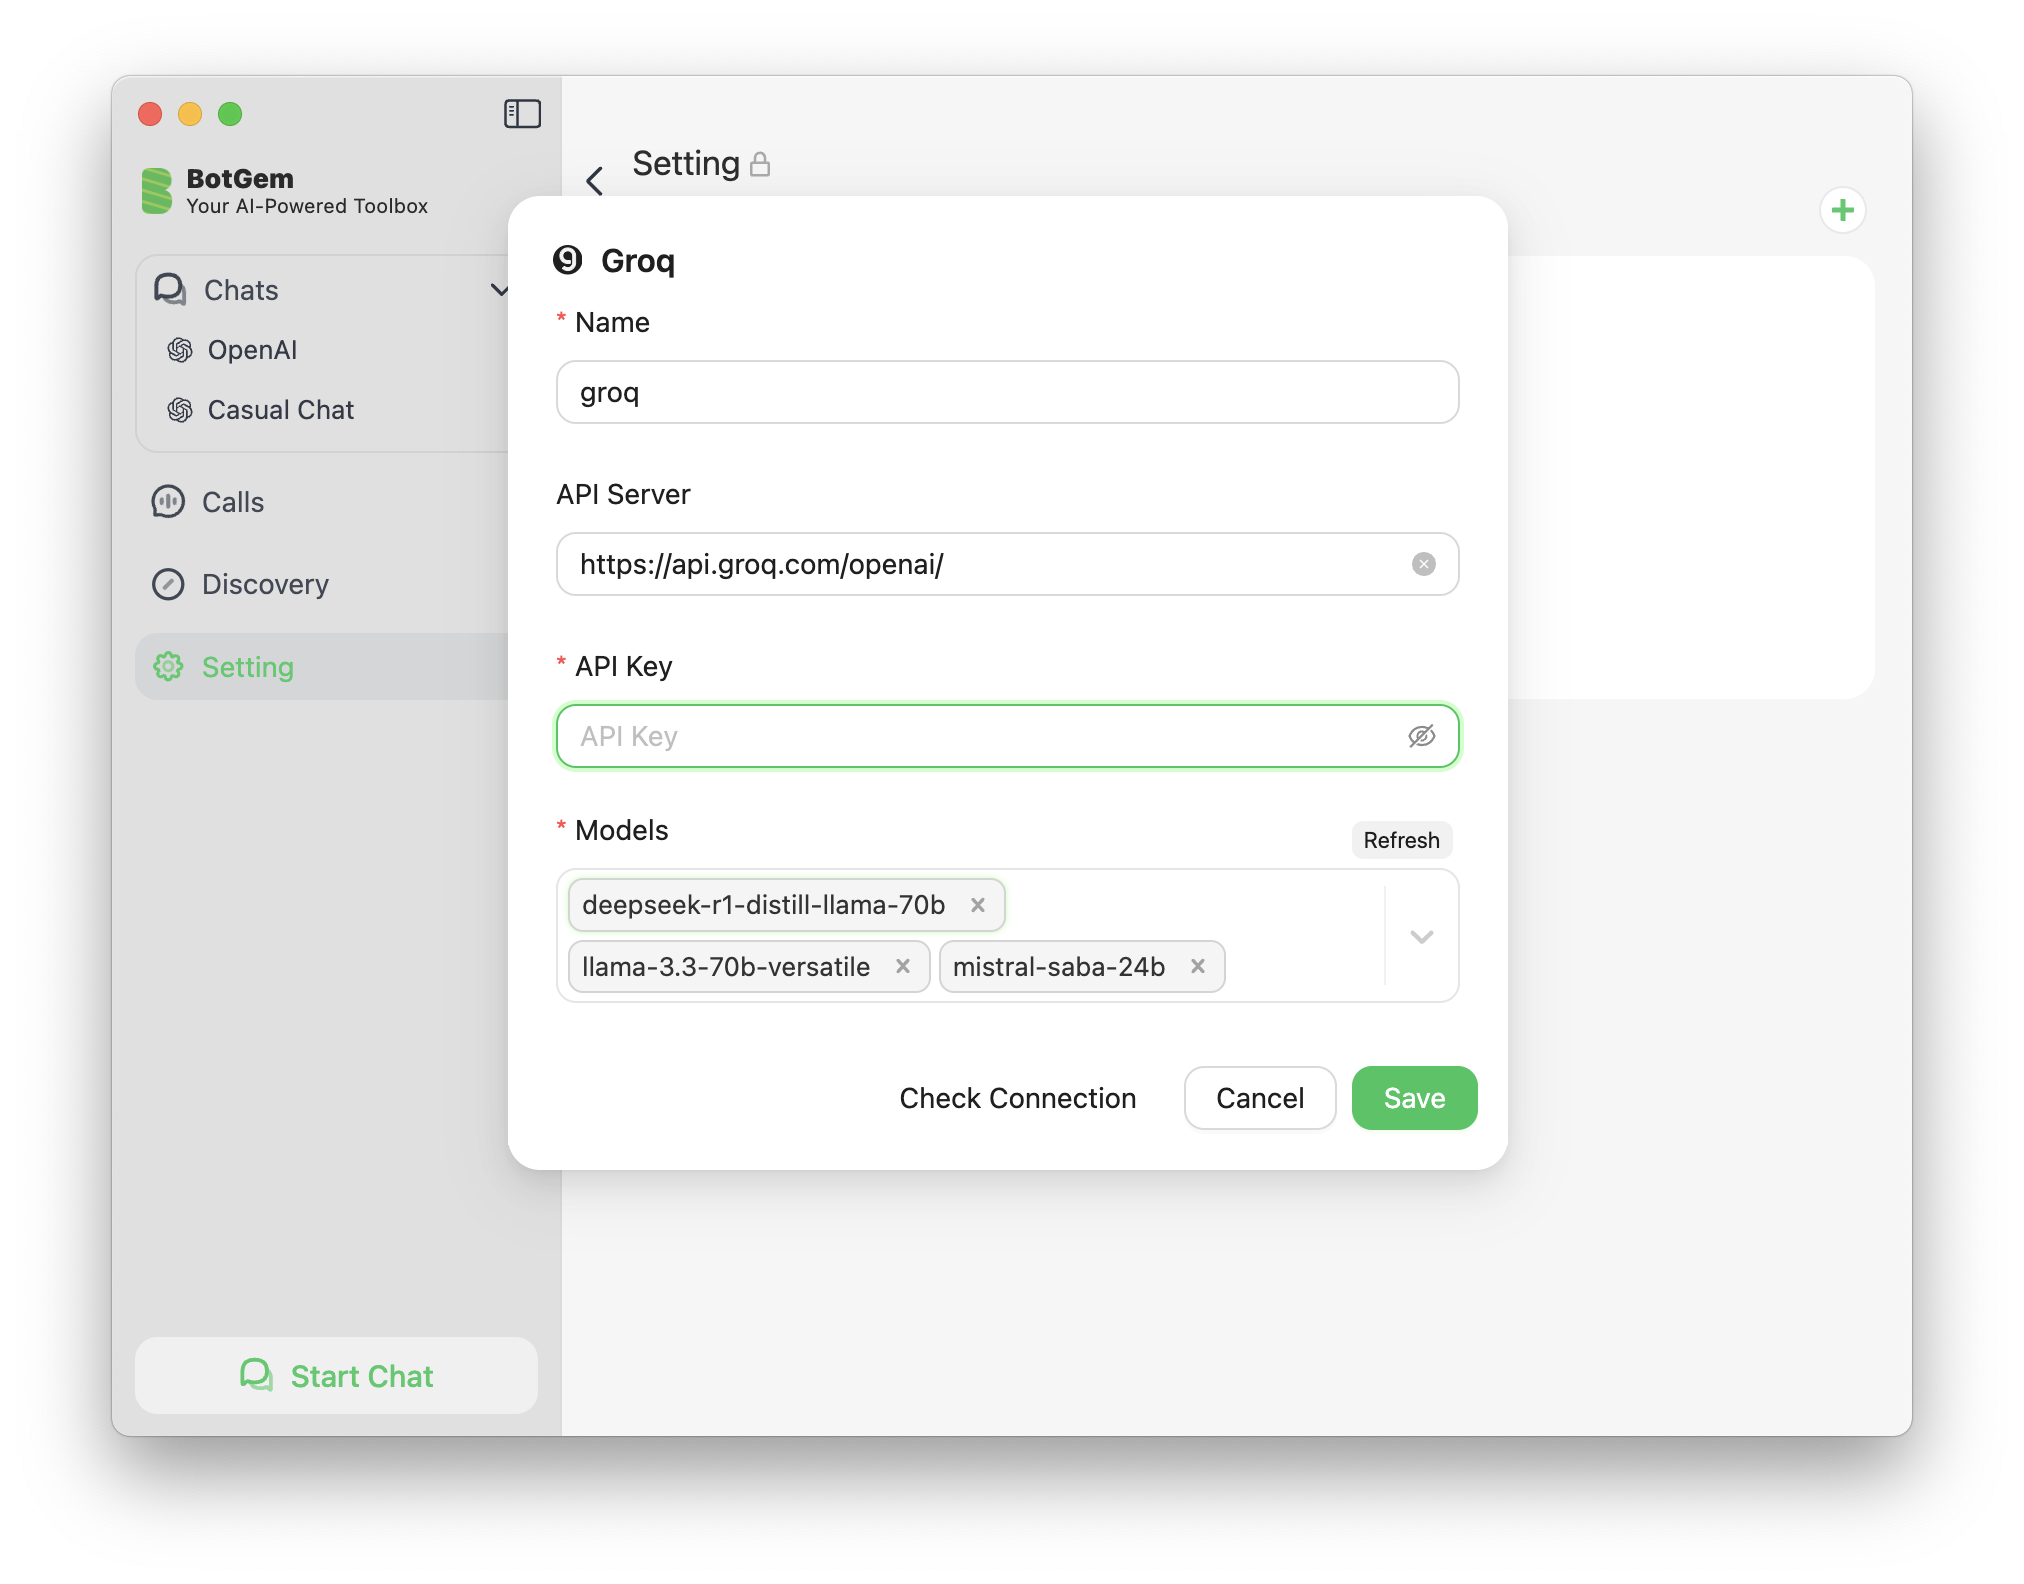 BotGem
Your AI-Powered Toolbox
Chats
OpenAI
Casual Chat
Calls
Discovery
Setting
Start Chat
Setting
Groq
* Name
groq
API Server
https://api.groq.com/openai/
* API Key
API Key
* Models
Refresh
deepseek-r1-distill-llama-70b
llama-3.3-70b-versatile
mistral-saba-24b
Check Connection
Cancel
Save